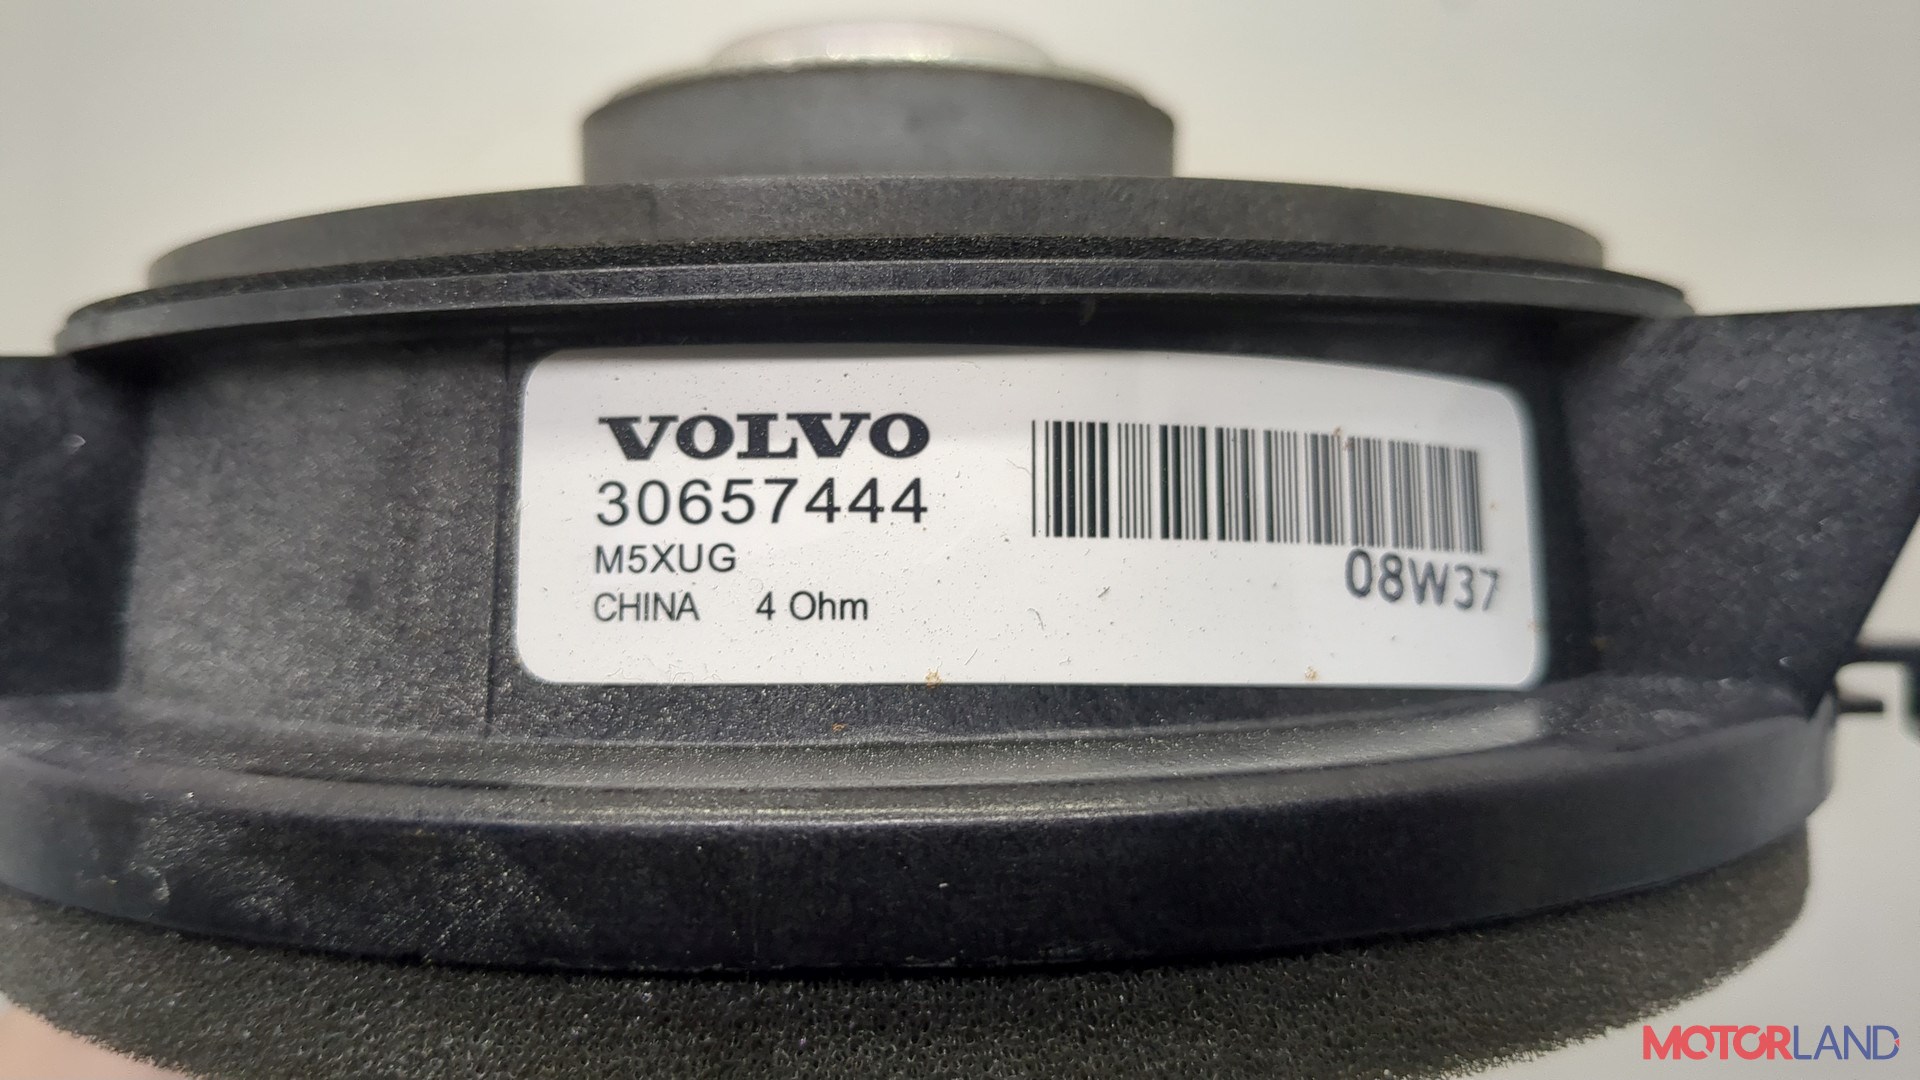 VOLVO
30657444
M5XUG
CHINA 4 Ohm
08W37
MOTORLAND